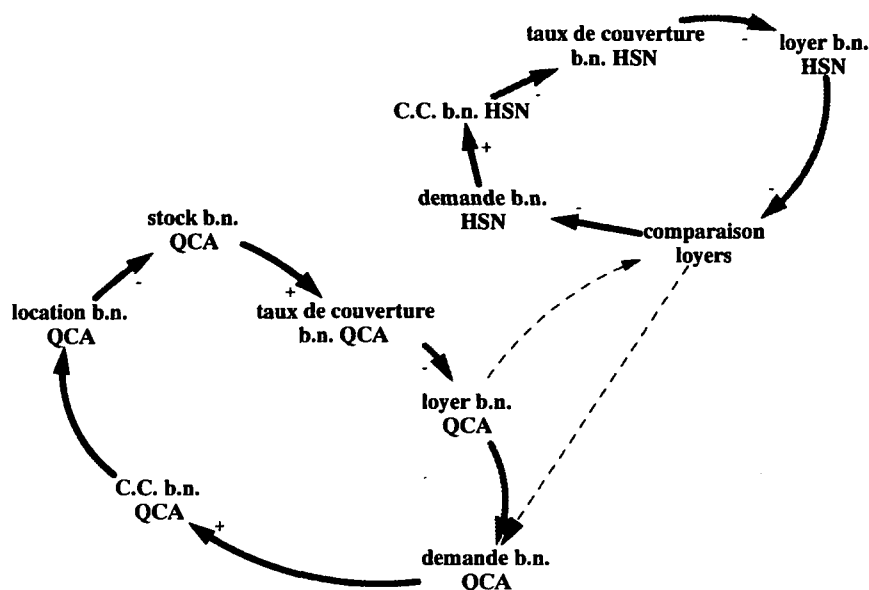 taux de couverture
b.n. HSN
-
loyer b.n.
HSN
C.C. b.n. HSN
-
+
demande b.n.
HSN
-
-
comparaison
loyers
stock b.n.
QCA
-
+
location b.n.
QCA
taux de couverture
b.n. QCA
-
loyer b.n.
QCA
C.C. b.n.
QCA
+
demande b.n.
QCA